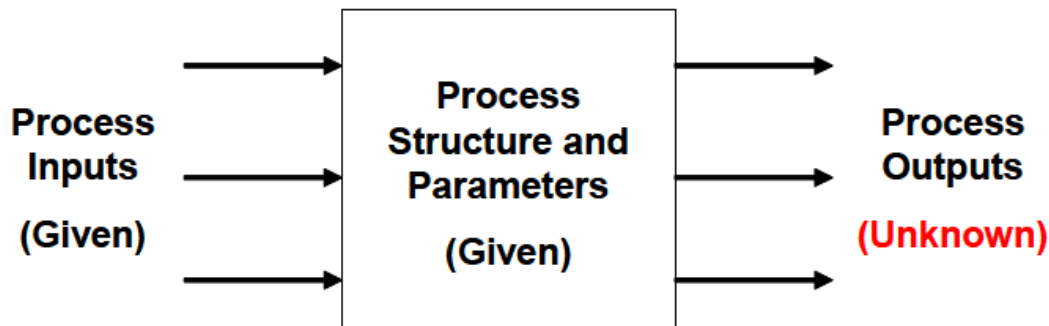 Process
Inputs
(Given)
Process
Structure and
Parameters
(Given)
Process
Outputs
(Unknown)